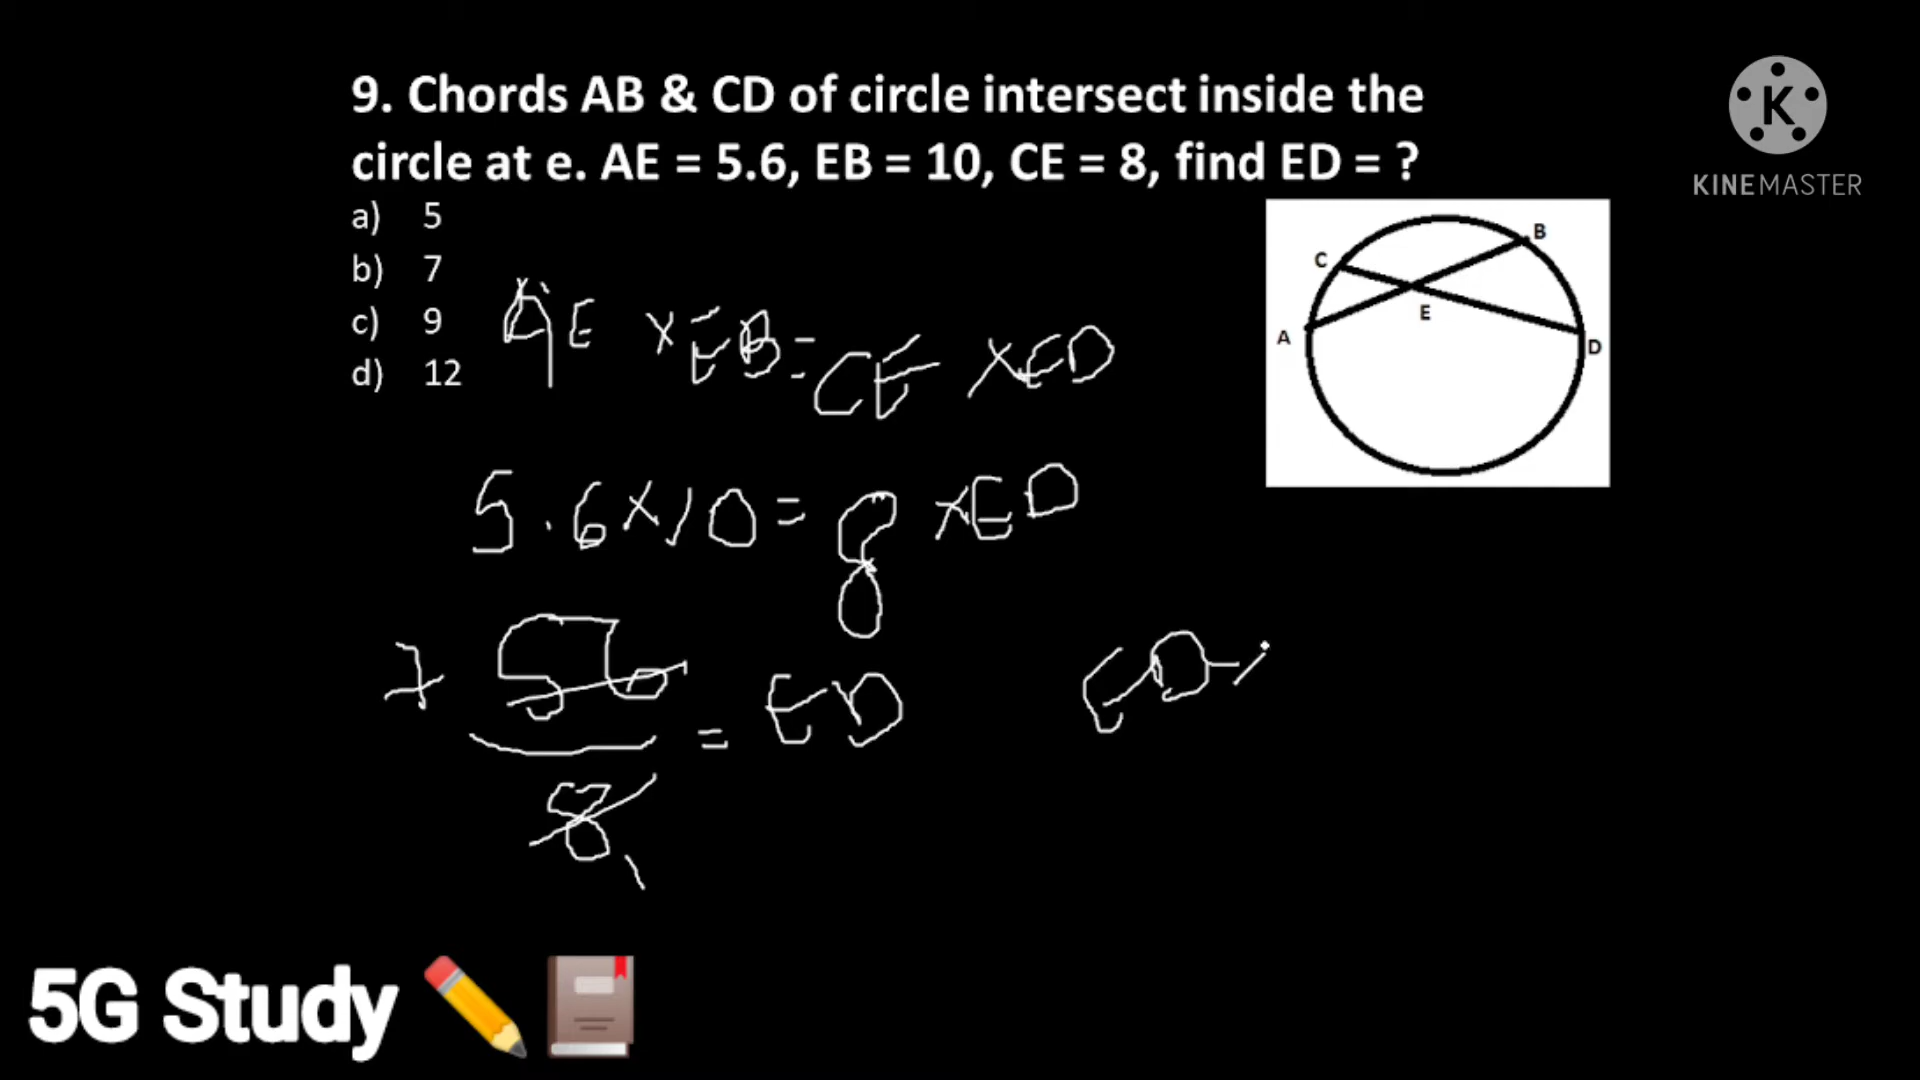 9. Chords AB & CD of circle intersect inside the
circle at e. AE = 5.6, EB = 10, CE = 8, find ED = ?
a) 5
b) 7
c) 9
d) 12
AE × EB = CE × ED
5.6 × 10 = 8 × ED
7 56 = ED
8
ED
C
B
E
A
D
K
KINEMASTER
5G Study